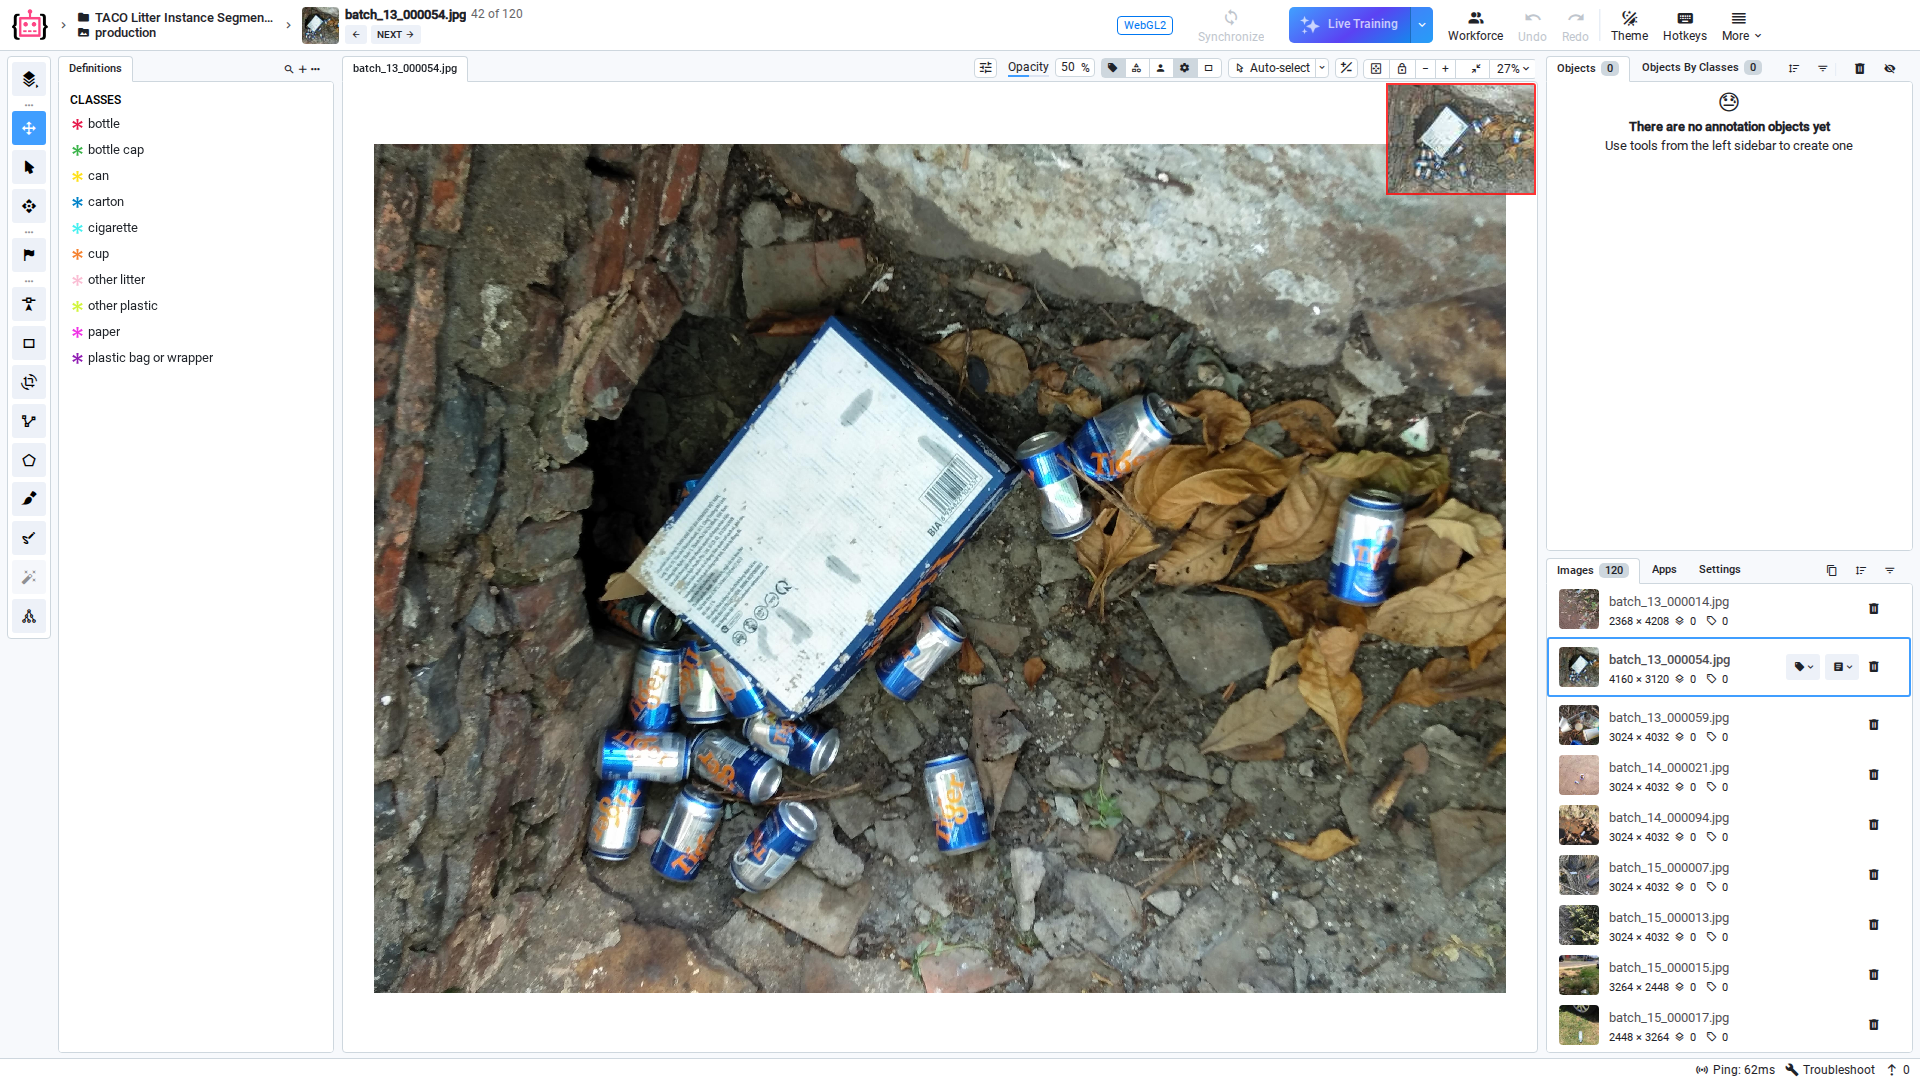 TACO Litter Instance Segmen...
production
batch_13_000054.jpg 42 of 120
NEXT
WebGL2
Synchronize
Live Training
Workforce
Undo
Redo
Theme
Hotkeys
More
Definitions
CLASSES
bottle
bottle cap
can
carton
cigarette
cup
other litter
other plastic
paper
plastic bag or wrapper
batch_13_000054.jpg
Opacity 50 %
Auto-select
27%
BIA
Tiger
Tiger
Tiger
Tiger
Tiger
Objects 0
Objects By Classes 0
There are no annotation objects yet
Use tools from the left sidebar to create one
Images 120
Apps
Settings
batch_13_000014.jpg
2368 × 4208 0 0
batch_13_000054.jpg
4160 × 3120 0 0
batch_13_000059.jpg
3024 × 4032 0 0
batch_14_000021.jpg
3024 × 4032 0 0
batch_14_000094.jpg
3024 × 4032 0 0
batch_15_000007.jpg
3024 × 4032 0 0
batch_15_000013.jpg
3024 × 4032 0 0
batch_15_000015.jpg
3264 × 2448 0 0
batch_15_000017.jpg
2448 × 3264 0 0
Ping: 62ms
Troubleshoot
0